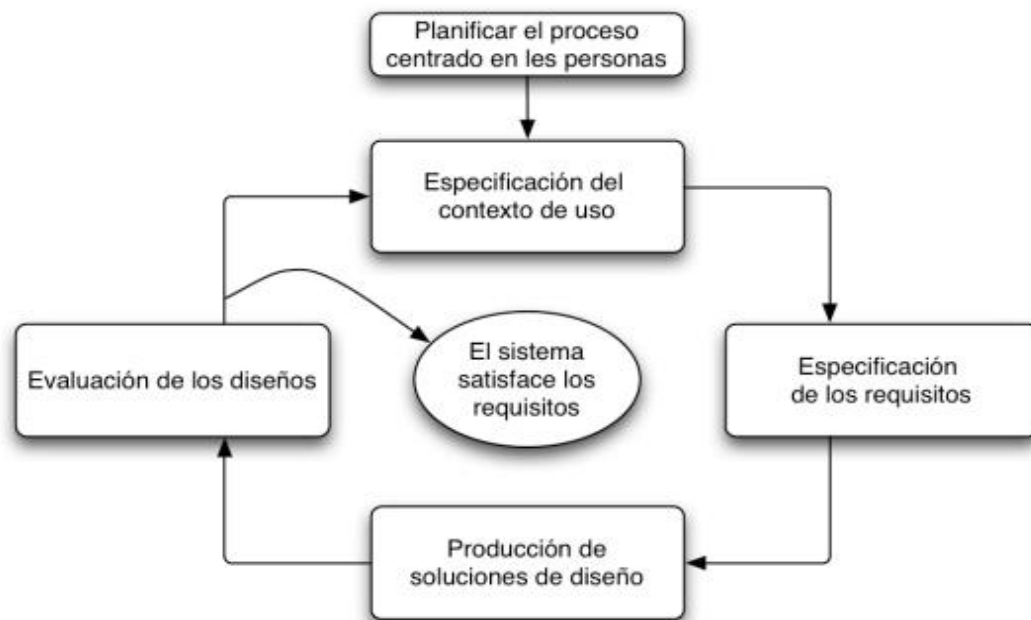 Planificar el proceso
centrado en les personas
Especificación del
contexto de uso
Evaluación de los diseños
El sistema
satisface los
requisitos
Especificación
de los requisitos
Producción de
soluciones de diseño